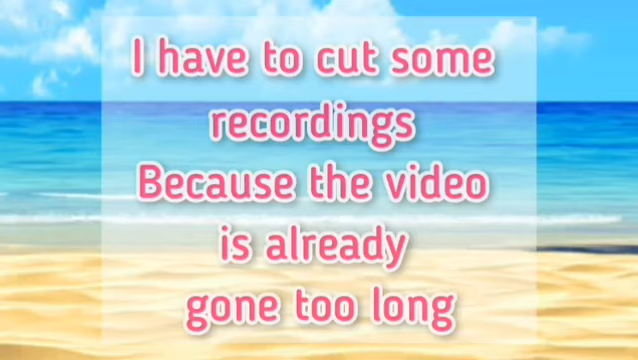 I have to cut some
recordings
Because the video
is already
gone too long